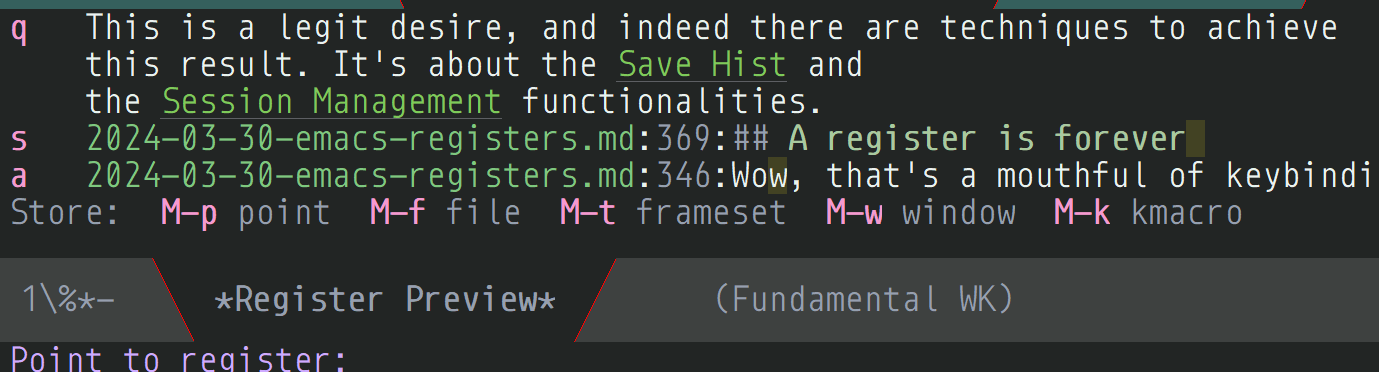 q   This is a legit desire, and indeed there are techniques to achieve
    this result. It's about the Save Hist and
    the Session Management functionalities.
s   2024-03-30-emacs-registers.md:369:## A register is forever
a   2024-03-30-emacs-registers.md:346:Wow, that's a mouthful of keybindi
Store:  M-p point  M-f file  M-t frameset  M-w window  M-k kmacro
1\%*-  *Register Preview*  (Fundamental WK)
Point to register: